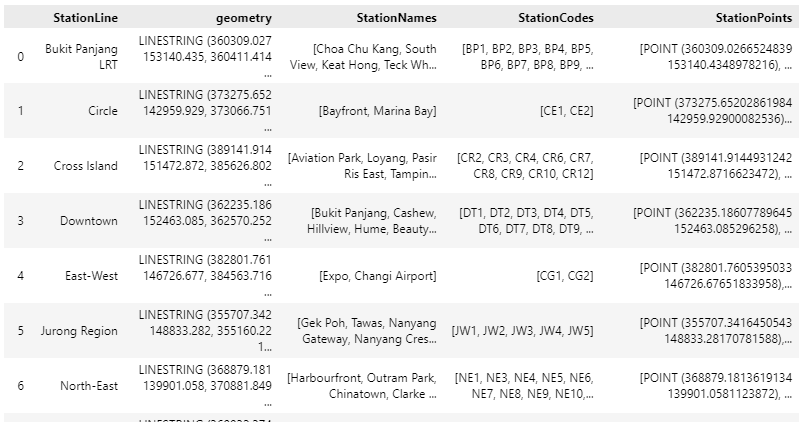 StationLine geometry StationNames StationCodes StationPoints
0 Bukit Panjang LRT LINESTRING (360309.027 153140.435, 360411.414 ... [Choa Chu Kang, South View, Keat Hong, Teck Wh... [BP1, BP2, BP3, BP4, BP5, BP6, BP7, BP8, BP9, ... [POINT (360309.0266524839 153140.4348978216), ...
1 Circle LINESTRING (373275.652 142959.929, 373066.751 ... [Bayfront, Marina Bay] [CE1, CE2] [POINT (373275.65202861984 142959.92900082536)...
2 Cross Island LINESTRING (389141.914 151472.872, 385626.802 ... [Aviation Park, Loyang, Pasir Ris East, Tampin... [CR2, CR3, CR4, CR6, CR7, CR8, CR9, CR10, CR12] [POINT (389141.9144931242 151472.8716623472), ...
3 Downtown LINESTRING (362235.186 152463.085, 362570.252 ... [Bukit Panjang, Cashew, Hillview, Hume, Beauty... [DT1, DT2, DT3, DT4, DT5, DT6, DT7, DT8, DT9, ... [POINT (362235.18607789645 152463.085296258), ...
4 East-West LINESTRING (382801.761 146726.677, 384563.716 ... [Expo, Changi Airport] [CG1, CG2] [POINT (382801.7605395033 146726.67651833958),...
5 Jurong Region LINESTRING (355707.342 148833.282, 355160.22 1... [Gek Poh, Tawas, Nanyang Gateway, Nanyang Cres... [JW1, JW2, JW3, JW4, JW5] [POINT (355707.3416450543 148833.28170781588),...
6 North-East LINESTRING (368879.181 139901.058, 370881.849 ... [Harbourfront, Outram Park, Chinatown, Clarke ... [NE1, NE3, NE4, NE5, NE6, NE7, NE8, NE9, NE10,... [POINT (368879.1813619134 139901.0581123872), ...